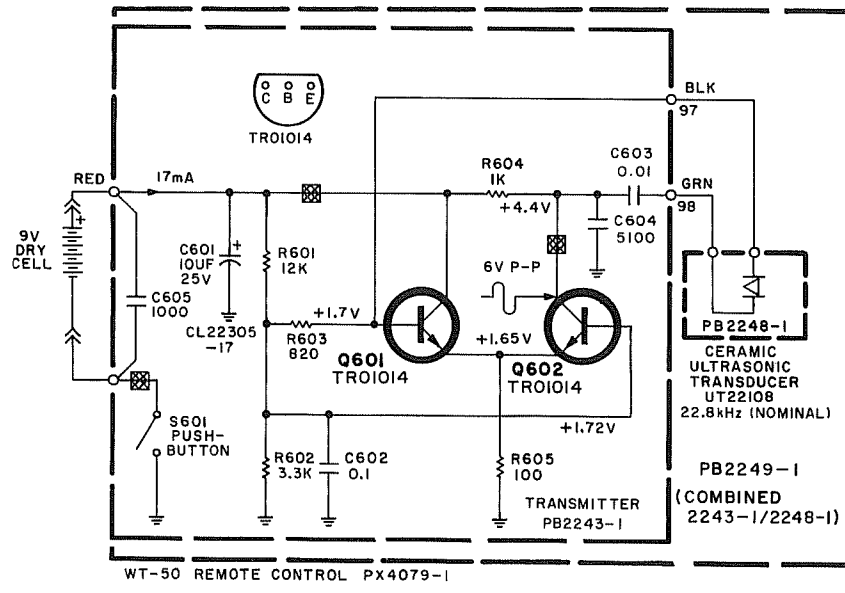 C B E
TR01014
BLK
97
RED
17mA
R604
1K
C603
0.01
GRN
98
+4.4V
C604
5100
9V
DRY
CELL
+
C601
10UF
25V
+
R601
12K
6V P-P
C605
1000
CL22305
-17
R603
820
+1.7V
+1.65V
Q601
TR01014
Q602
TR01014
PB2248-1
CERAMIC
ULTRASONIC
TRANSDUCER
UT22108
22.8kHz (NOMINAL)
S601
PUSH-
BUTTON
+1.72V
R602
3.3K
C602
0.1
R605
100
TRANSMITTER
PB2243-1
PB2249-1
(COMBINED
2243-1/2248-1)
WT-50 REMOTE CONTROL PX4079-1